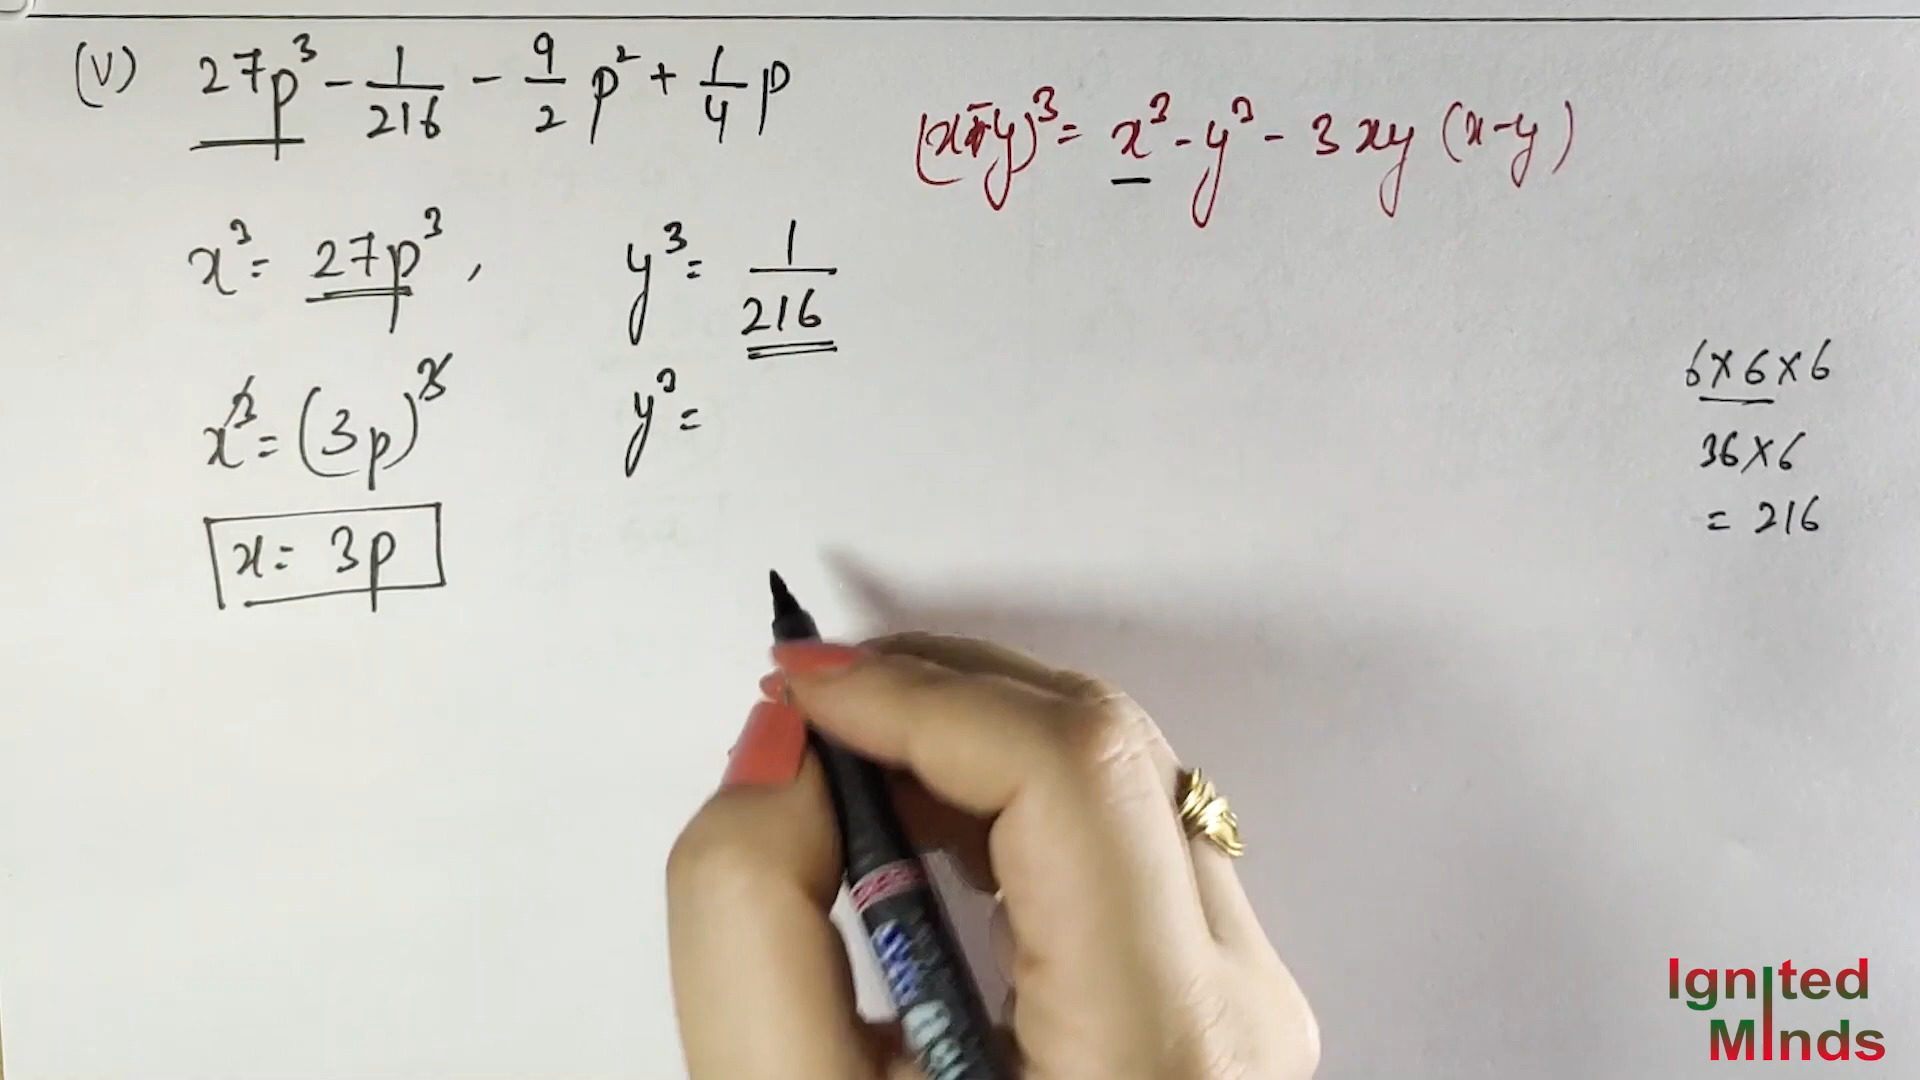 (V) 27p³ - 1/216 - 9/2 p² + 1/4 p
(x-y)³ = x³ - y³ - 3xy (x-y)
x³ = 27p³ , y³ = 1/216
x³ = (3p)³ y³ =
x = 3p
6×6×6
36×6
= 216
Ignited
Minds